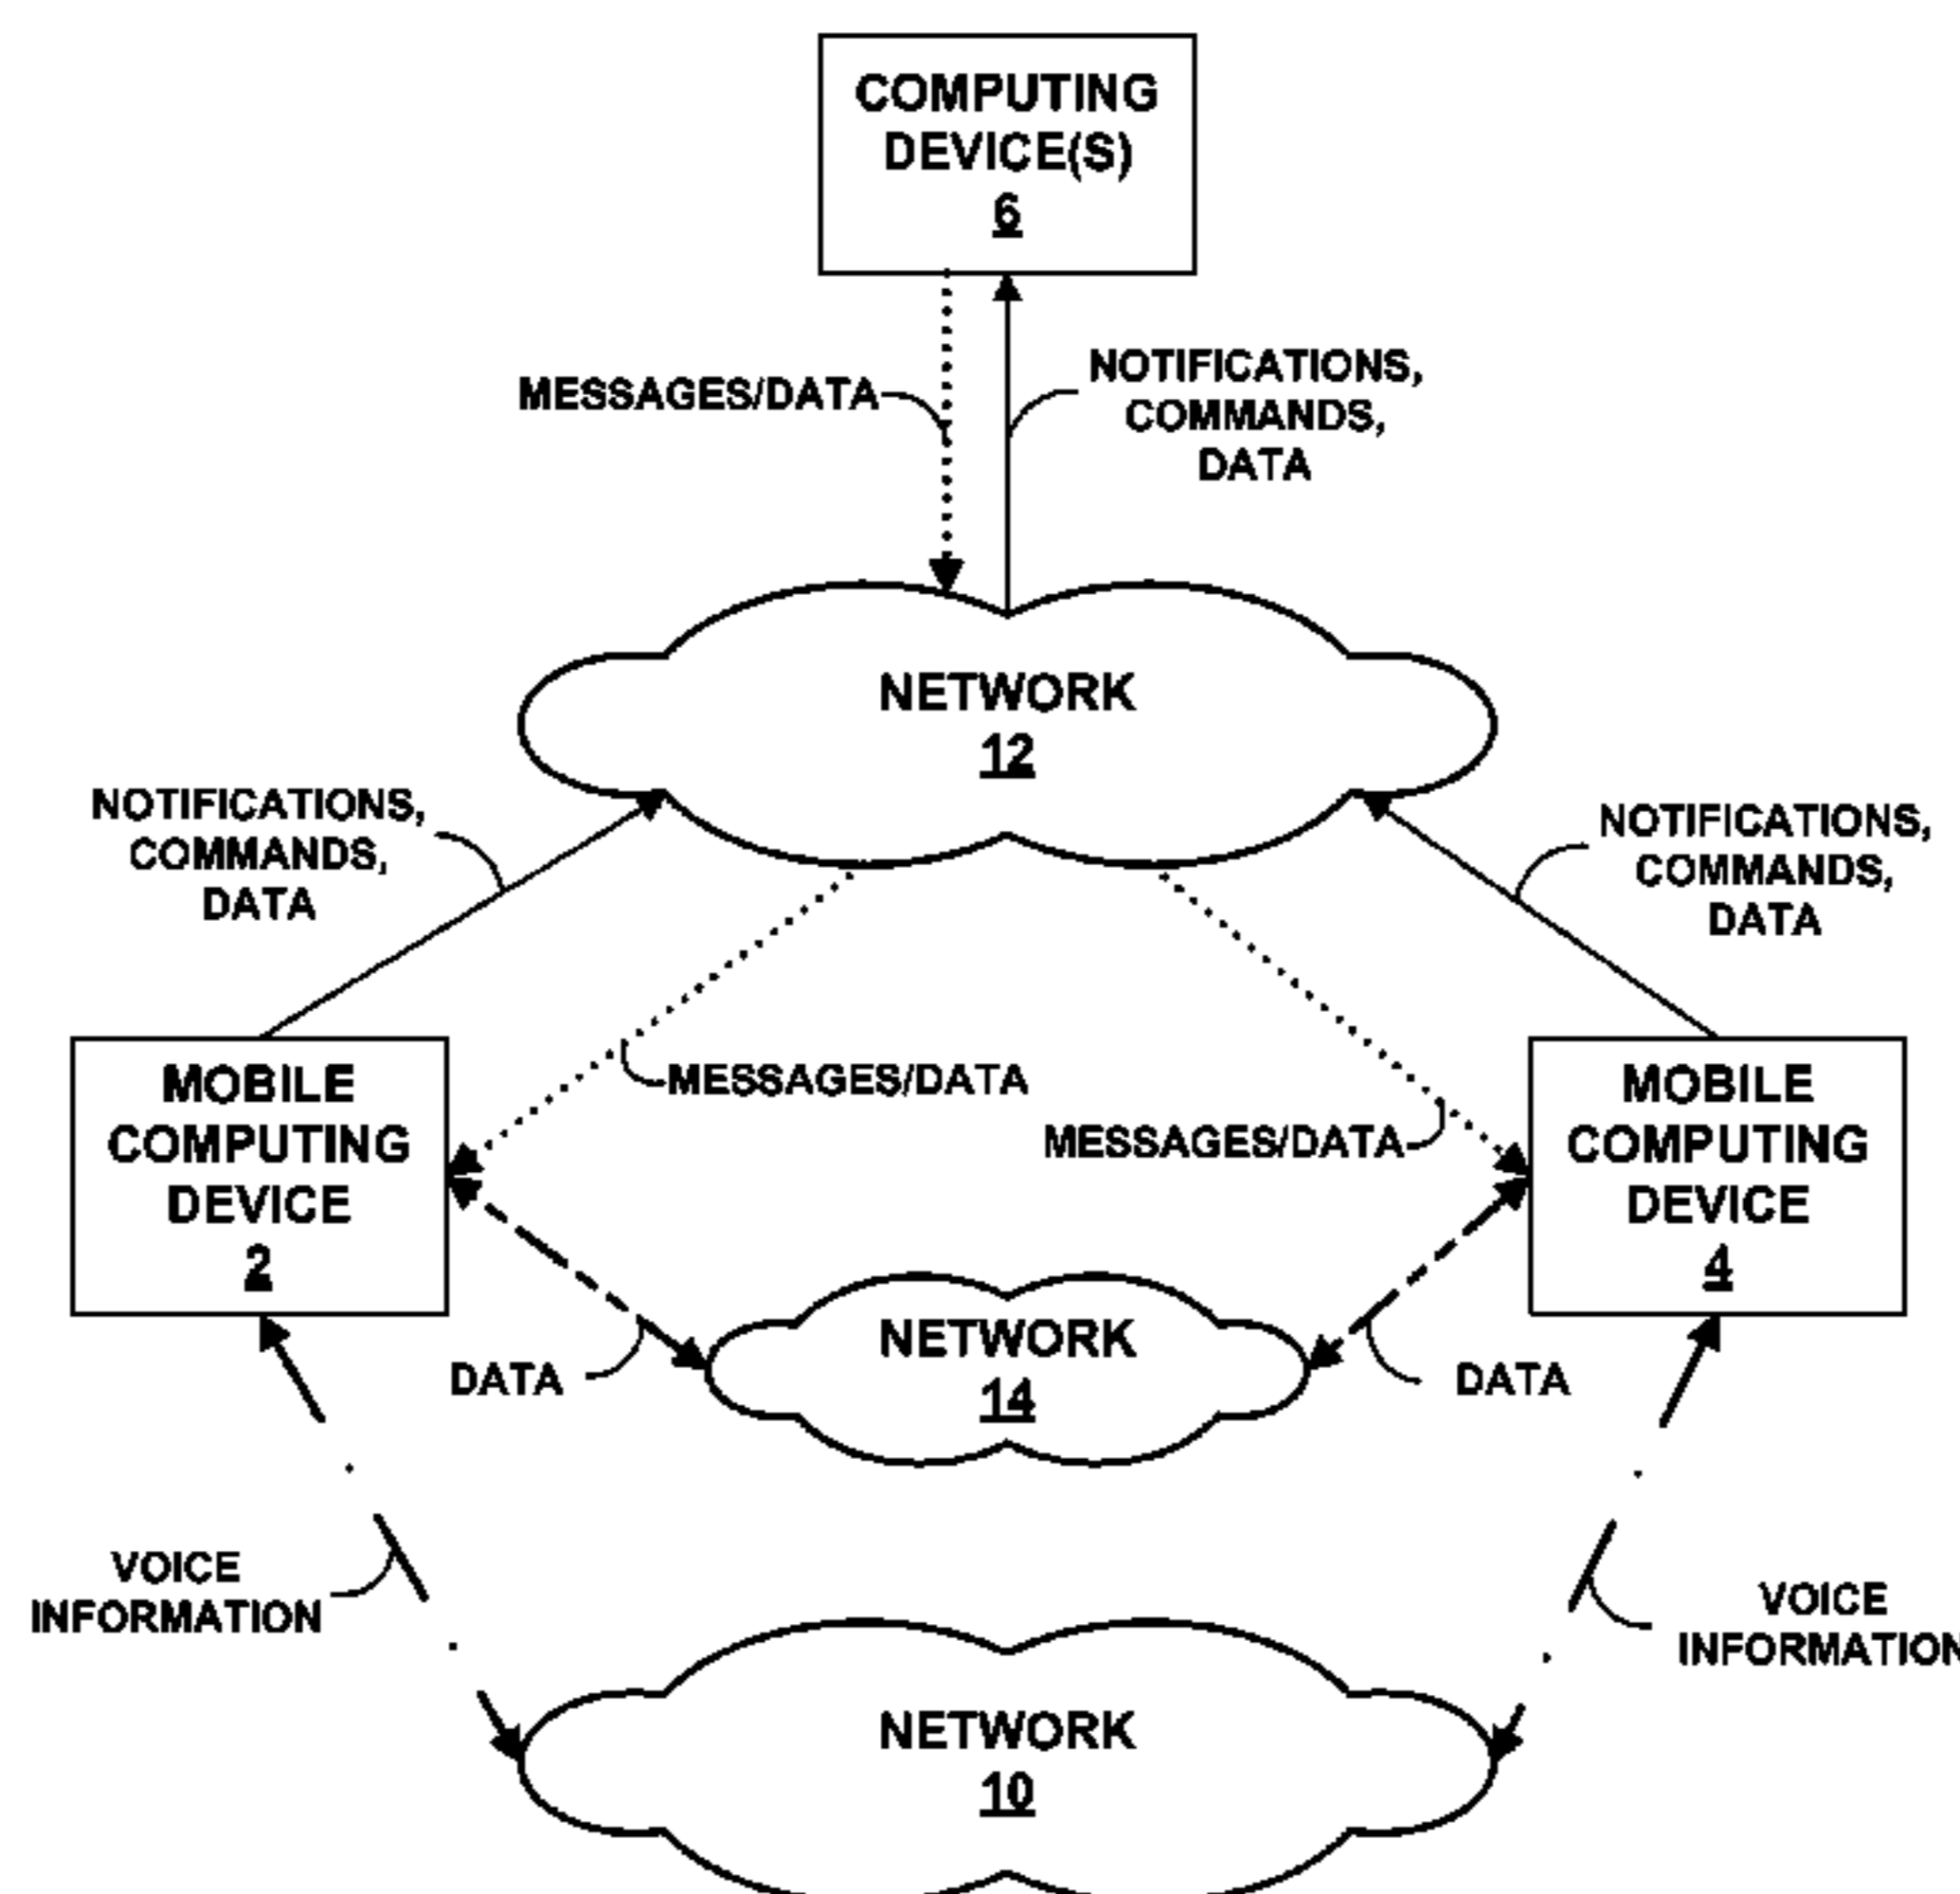 COMPUTING
DEVICE(S)
6
MESSAGES/DATA
NOTIFICATIONS,
COMMANDS,
DATA
NETWORK
12
NOTIFICATIONS,
COMMANDS,
DATA
NOTIFICATIONS,
COMMANDS,
DATA
MOBILE
COMPUTING
DEVICE
2
MESSAGES/DATA
MESSAGES/DATA
MOBILE
COMPUTING
DEVICE
4
DATA
NETWORK
14
DATA
VOICE
INFORMATION
VOICE
INFORMATION
NETWORK
10